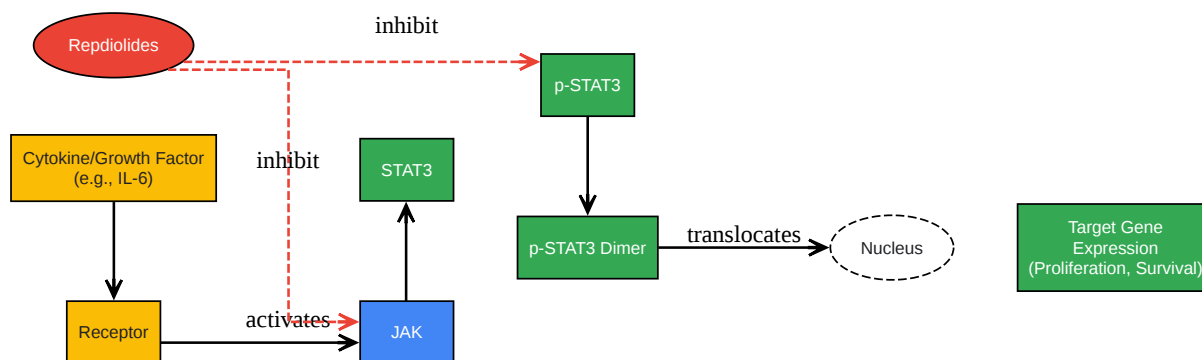 Repdiolides
inhibit
p-STAT3
Cytokine/Growth Factor
(e.g., IL-6)
inhibit
STAT3
p-STAT3 Dimer
translocates
Nucleus
Target Gene
Expression
(Proliferation, Survival)
Receptor
activates
JAK